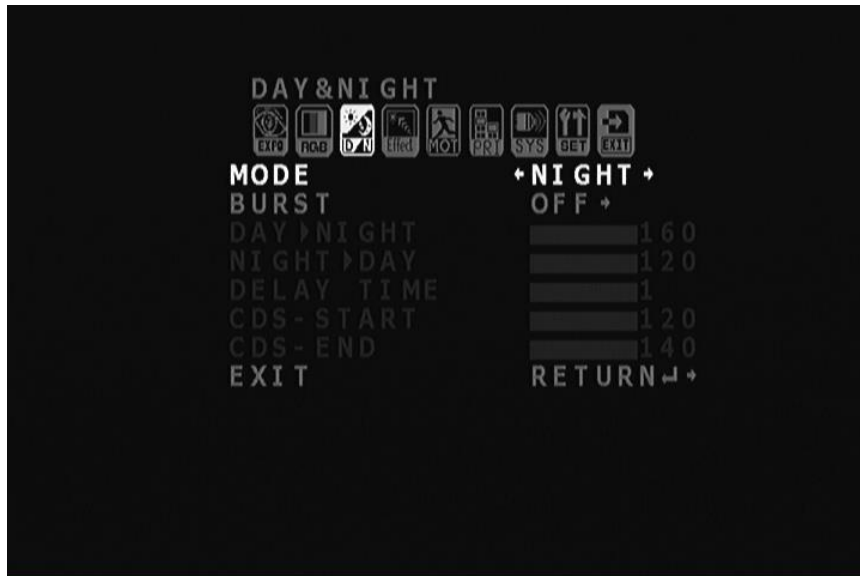 DAY&NIGHT
EXPO RGB D/N Effect MOT PRT SYS SET EXIT
MODE NIGHT
BURST OFF
DAY NIGHT 160
NIGHT DAY 120
DELAY TIME 1
CDS-START 120
CDS-END 140
EXIT RETURN